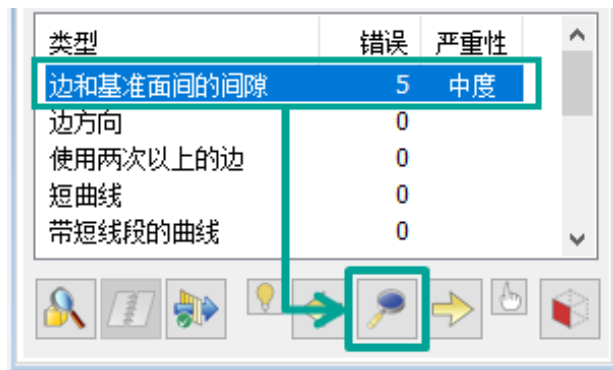 类型 错误 严重性
边和基准面间的间隙 5 中度
边方向 0
使用两次以上的边 0
短曲线 0
带短线段的曲线 0